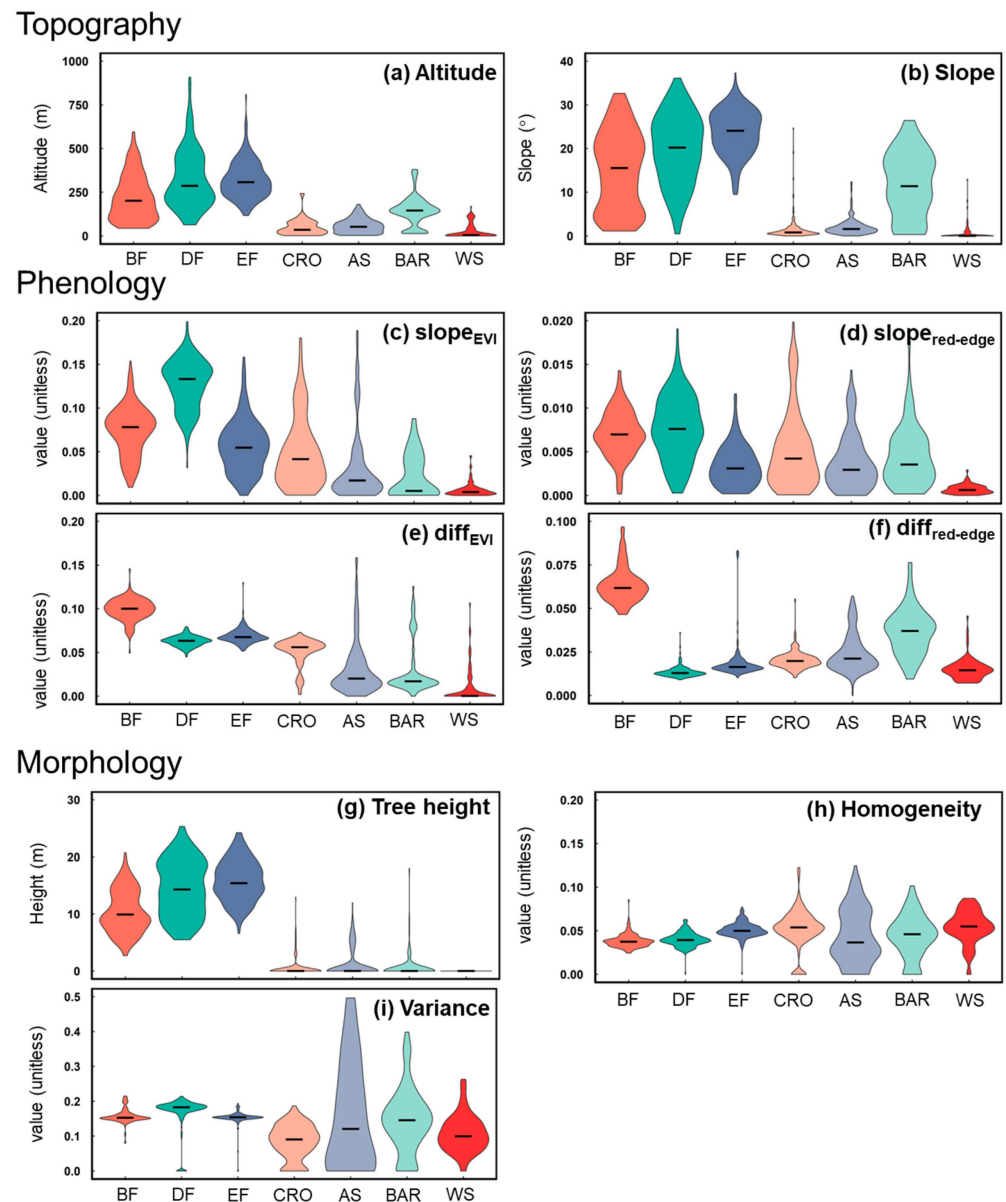 Topography
(a) Altitude
Altitude (m)
1000
750
500
250
0
BF DF EF CRO AS BAR WS
(b) Slope
Slope (°)
40
30
20
10
0
BF DF EF CRO AS BAR WS
Phenology
(c) slopeEVI
value (unitless)
0.20
0.15
0.10
0.05
0.00
(d) slopered-edge
value (unitless)
0.020
0.015
0.010
0.005
0.000
(e) diffEVI
value (unitless)
0.20
0.15
0.10
0.05
0.00
BF DF EF CRO AS BAR WS
(f) diffred-edge
value (unitless)
0.100
0.075
0.050
0.025
0.000
BF DF EF CRO AS BAR WS
Morphology
(g) Tree height
Height (m)
30
20
10
0
(h) Homogeneity
value (unitless)
0.20
0.15
0.10
0.05
0.00
BF DF EF CRO AS BAR WS
(i) Variance
value (unitless)
0.5
0.4
0.3
0.2
0.1
0.0
BF DF EF CRO AS BAR WS